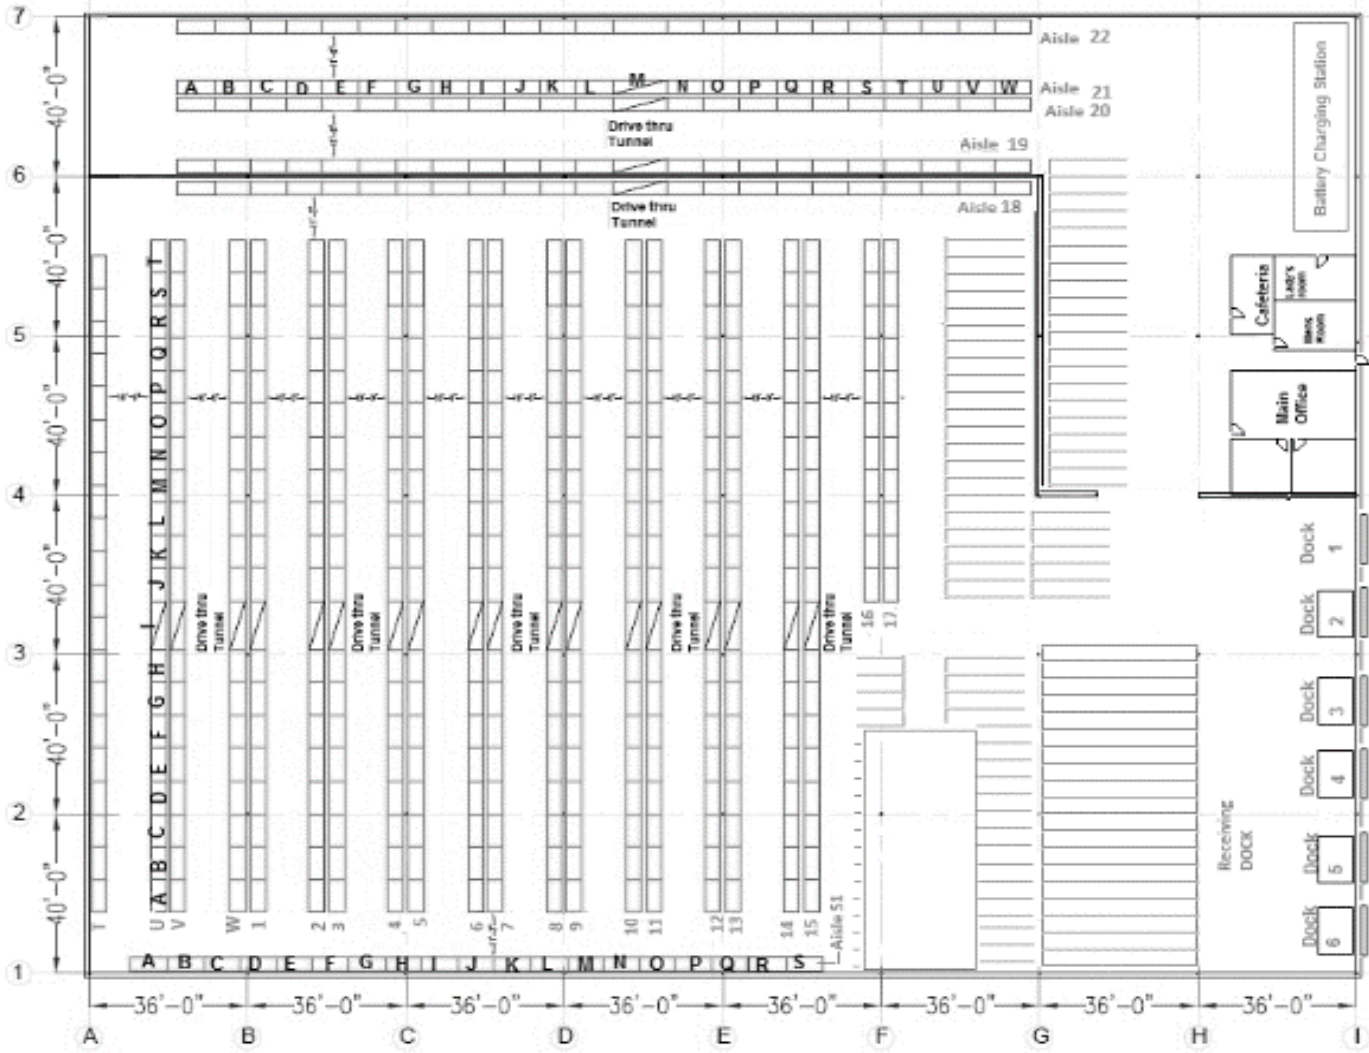 7
Aisle 22
A B C D E F G H I J K L M N O P Q R S T U V W
Aisle 21
Aisle 20
Drive thru
Tunnel
Aisle 19
Battery Charging Station
40'-0"
6
Aisle 18
Drive thru
Tunnel
40'-0"
Cafeteria
Lady's
room
Mens
Room
5
40'-0"
Main
Office
4
Dock 1
40'-0"
Dock 2
A B C D E F G H I J K L M N O P Q R S T
Drive thru
Tunnel
Drive thru
Tunnel
Drive thru
Tunnel
Drive thru
Tunnel
Drive thru
Tunnel
16 17
3
Dock 3
40'-0"
Dock 4
2
Receiving
DOCK
Dock 5
40'-0"
T U V W 1 2 3 4 5 6 7 8 9 10 11 12 13 14 15
Aisle 51
Dock 6
A B C D E F G H I J K L M N O P Q R S
1
36'-0" 36'-0" 36'-0" 36'-0" 36'-0" 36'-0" 36'-0" 36'-0"
A B C D E F G H I